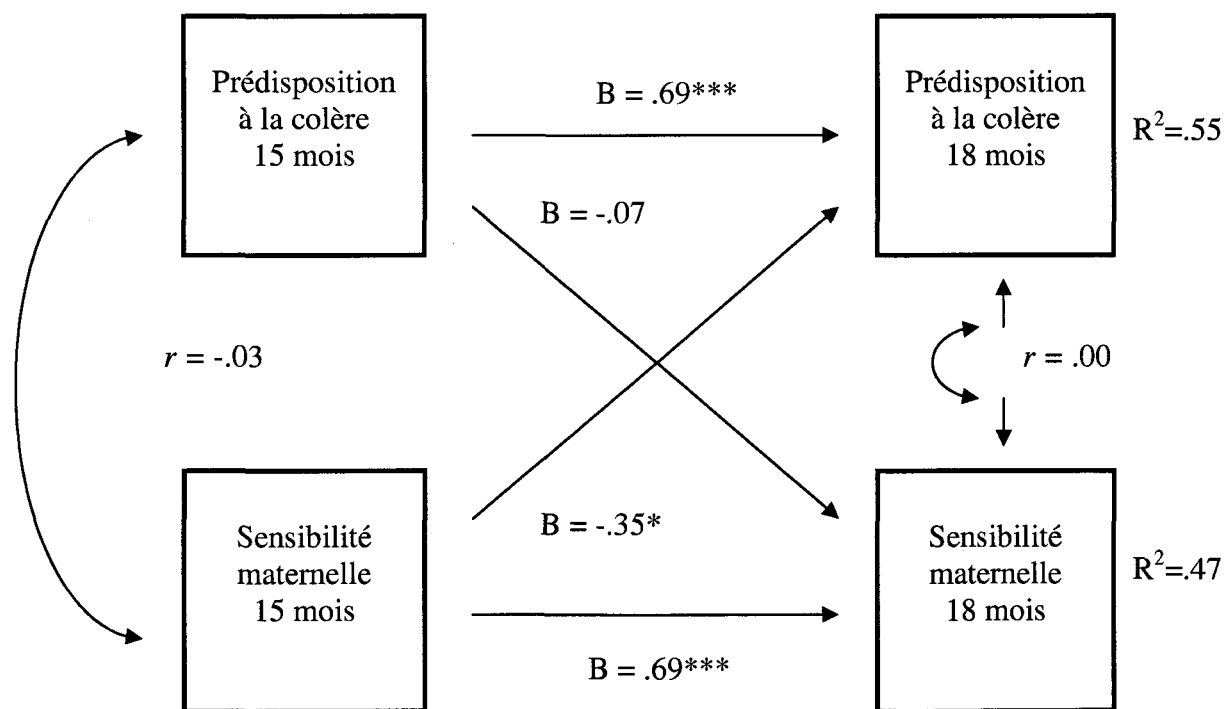 Prédisposition
à la colère
15 mois
B = .69***
Prédisposition
à la colère
18 mois
R²=.55
B = -.07
r = -.03
r = .00
Sensibilité
maternelle
15 mois
B = -.35*
Sensibilité
maternelle
18 mois
R²=.47
B = .69***